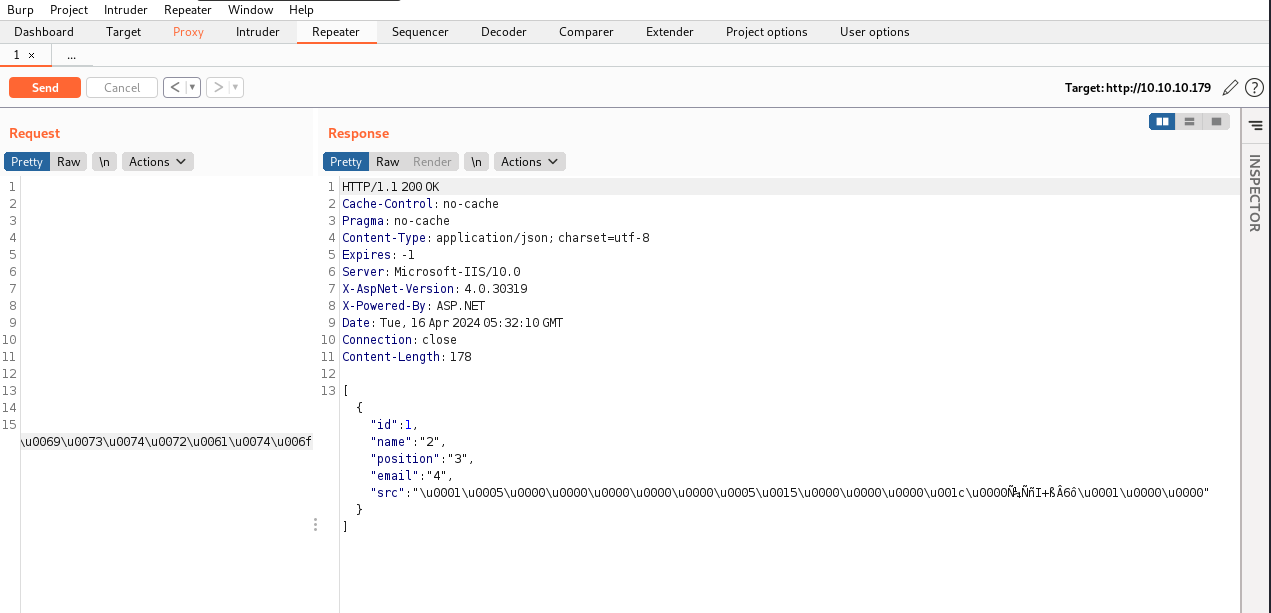 Burp Project Intruder Repeater Window Help
Dashboard Target Proxy Intruder Repeater Sequencer Decoder Comparer Extender Project options User options
1 × ...
Send Cancel < ▼ > ▼ Target: http://10.10.10.179 ?
Request
Pretty Raw \n Actions
1
2
3
4
5
6
7
8
9
10
11
12
13
14
15
\u0069\u0073\u0074\u0072\u0061\u0074\u006f
Response
Pretty Raw Render \n Actions
1 HTTP/1.1 200 OK
2 Cache-Control: no-cache
3 Pragma: no-cache
4 Content-Type: application/json; charset=utf-8
5 Expires: -1
6 Server: Microsoft-IIS/10.0
7 X-AspNet-Version: 4.0.30319
8 X-Powered-By: ASP.NET
9 Date: Tue, 16 Apr 2024 05:32:10 GMT
10 Connection: close
11 Content-Length: 178
12
13 [
{
"id":1,
"name":"2",
"position":"3",
"email":"4",
"src":"\u0001\u0005\u0000\u0000\u0000\u0000\u0000\u0005\u0015\u0000\u0000\u0000\u001c\u0000Ñ¼ÑñI+ßÂ6ô\u0001\u0000\u0000"
}
]
INSPECTOR